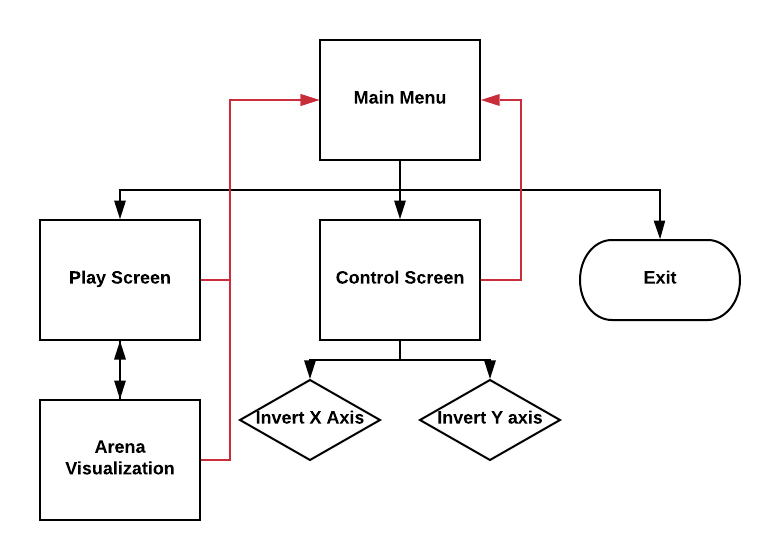 Main Menu
Play Screen
Control Screen
Exit
Invert X Axis
Invert Y axis
Arena
Visualization